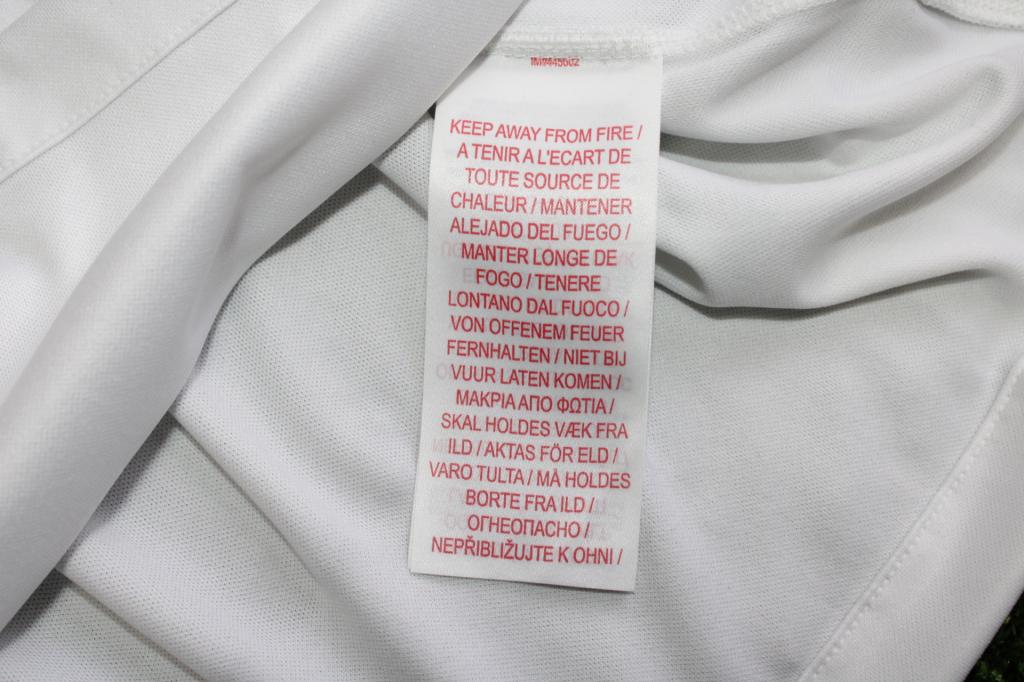 KEEP AWAY FROM FIRE /
A TENIR A L'ECART DE
TOUTE SOURCE DE
CHALEUR / MANTENER
ALEJADO DEL FUEGO /
MANTER LONGE DE
FOGO / TENERE
LONTANO DAL FUOCO /
VON OFFENEM FEUER
FERNHALTEN / NIET BIJ
VUUR LATEN KOMEN /
ΜΑΚΡΙΑ ΑΠΟ ΦΩΤΙΑ /
SKAL HOLDES VÆK FRA
ILD / AKTAS FÖR ELD /
VARO TULTA / MÅ HOLDES
BORTE FRA ILD /
ОГНЕОПАСНО /
NEPŘIBLIŽUJTE K OHNI /